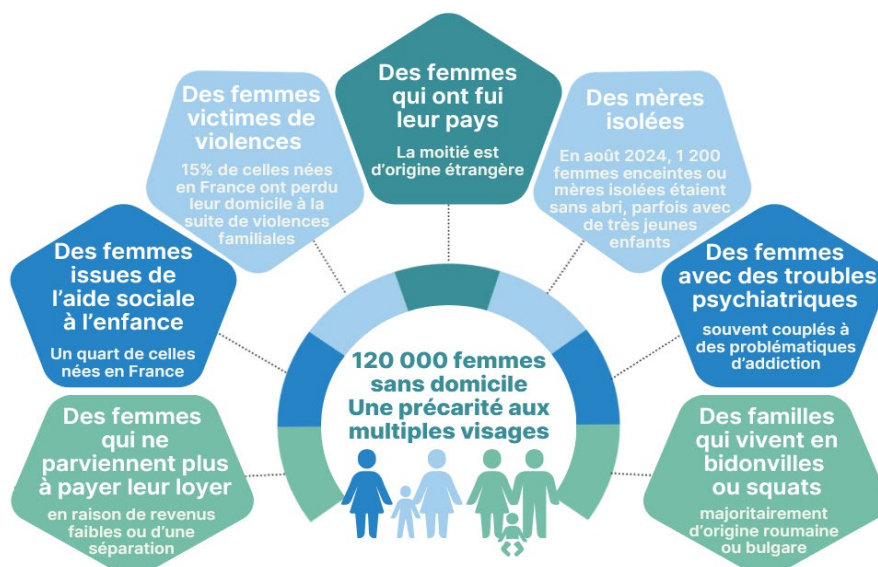 Des femmes
qui ont fui
leur pays
La moitié est
d'origine étrangère
Des femmes
victimes de
violences
15% de celles nées
en France ont perdu
leur domicile à la
suite de violences
familiales
Des mères
isolées
En août 2024, 1 200
femmes enceintes ou
mères isolées étaient
sans abri, parfois avec
de très jeunes
enfants
Des femmes
issues de
l'aide sociale
à l'enfance
Un quart de celles
nées en France
Des femmes
avec des troubles
psychiatriques
souvent couplés à
des problématiques
d'addiction
120 000 femmes
sans domicile
Une précarité aux
multiples visages
Des femmes
qui ne
parviennent plus
à payer leur loyer
en raison de revenus
faibles ou d'une
séparation
Des familles
qui vivent en
bidonvilles
ou squats
majoritairement
d'origine roumaine
ou bulgare